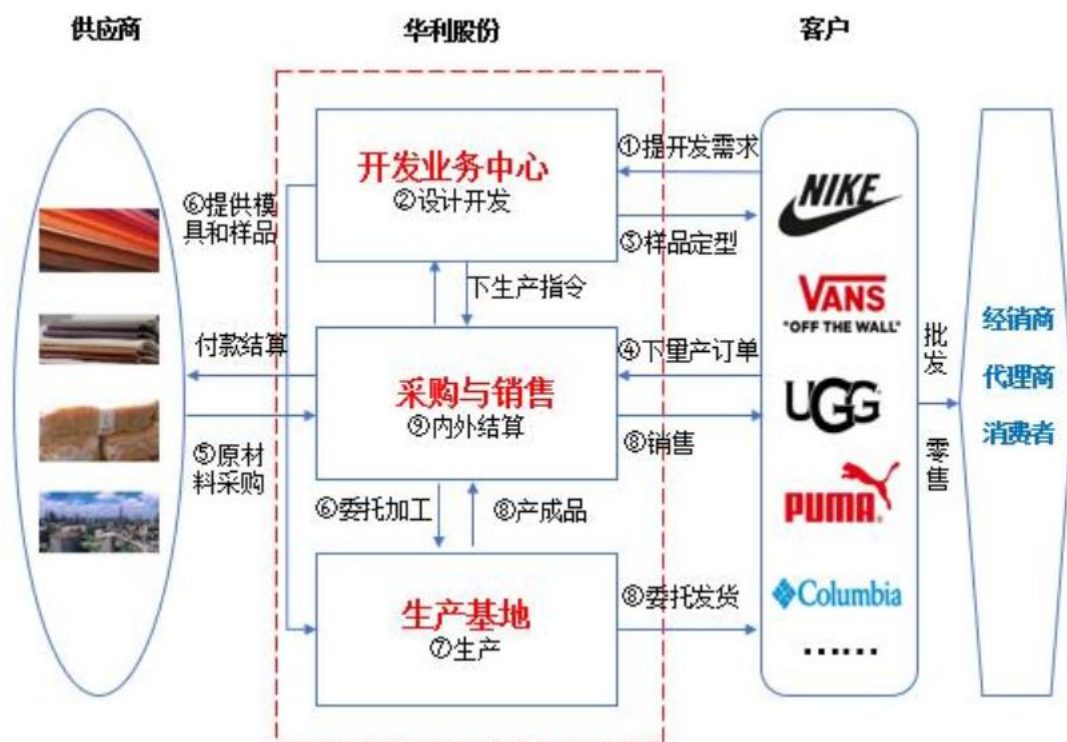 供应商
华利股份
客户
开发业务中心
②设计开发
①提开发需求
③样品定型
⑥提供模
具和样品
下生产指令
付款结算
采购与销售
⑨内外结算
④下量产订单
⑧销售
⑤原材
料采购
⑥委托加工
⑧产成品
生产基地
⑦生产
⑧委托发货
NIKE
VANS
"OFF THE WALL"
UGG
PUMA®
Columbia
……
批发
零售
经销商
代理商
消费者